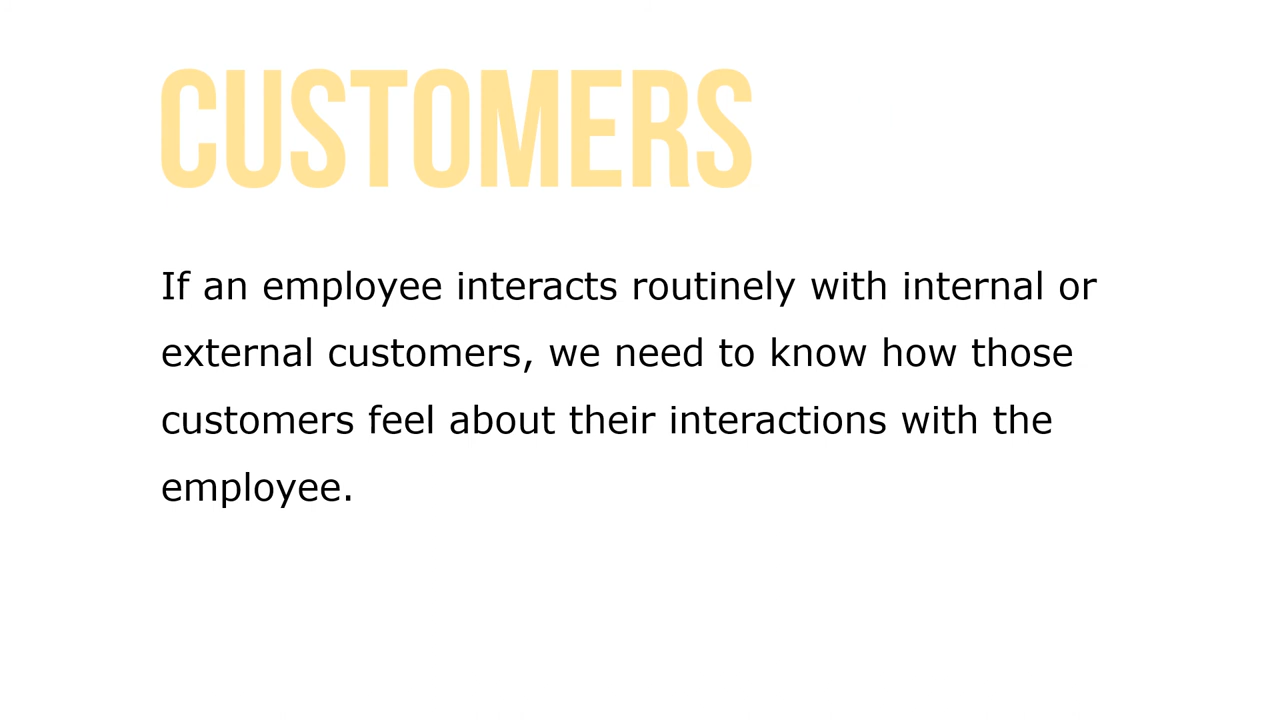 CUSTOMERS
If an employee interacts routinely with internal or
external customers, we need to know how those
customers feel about their interactions with the
employee.